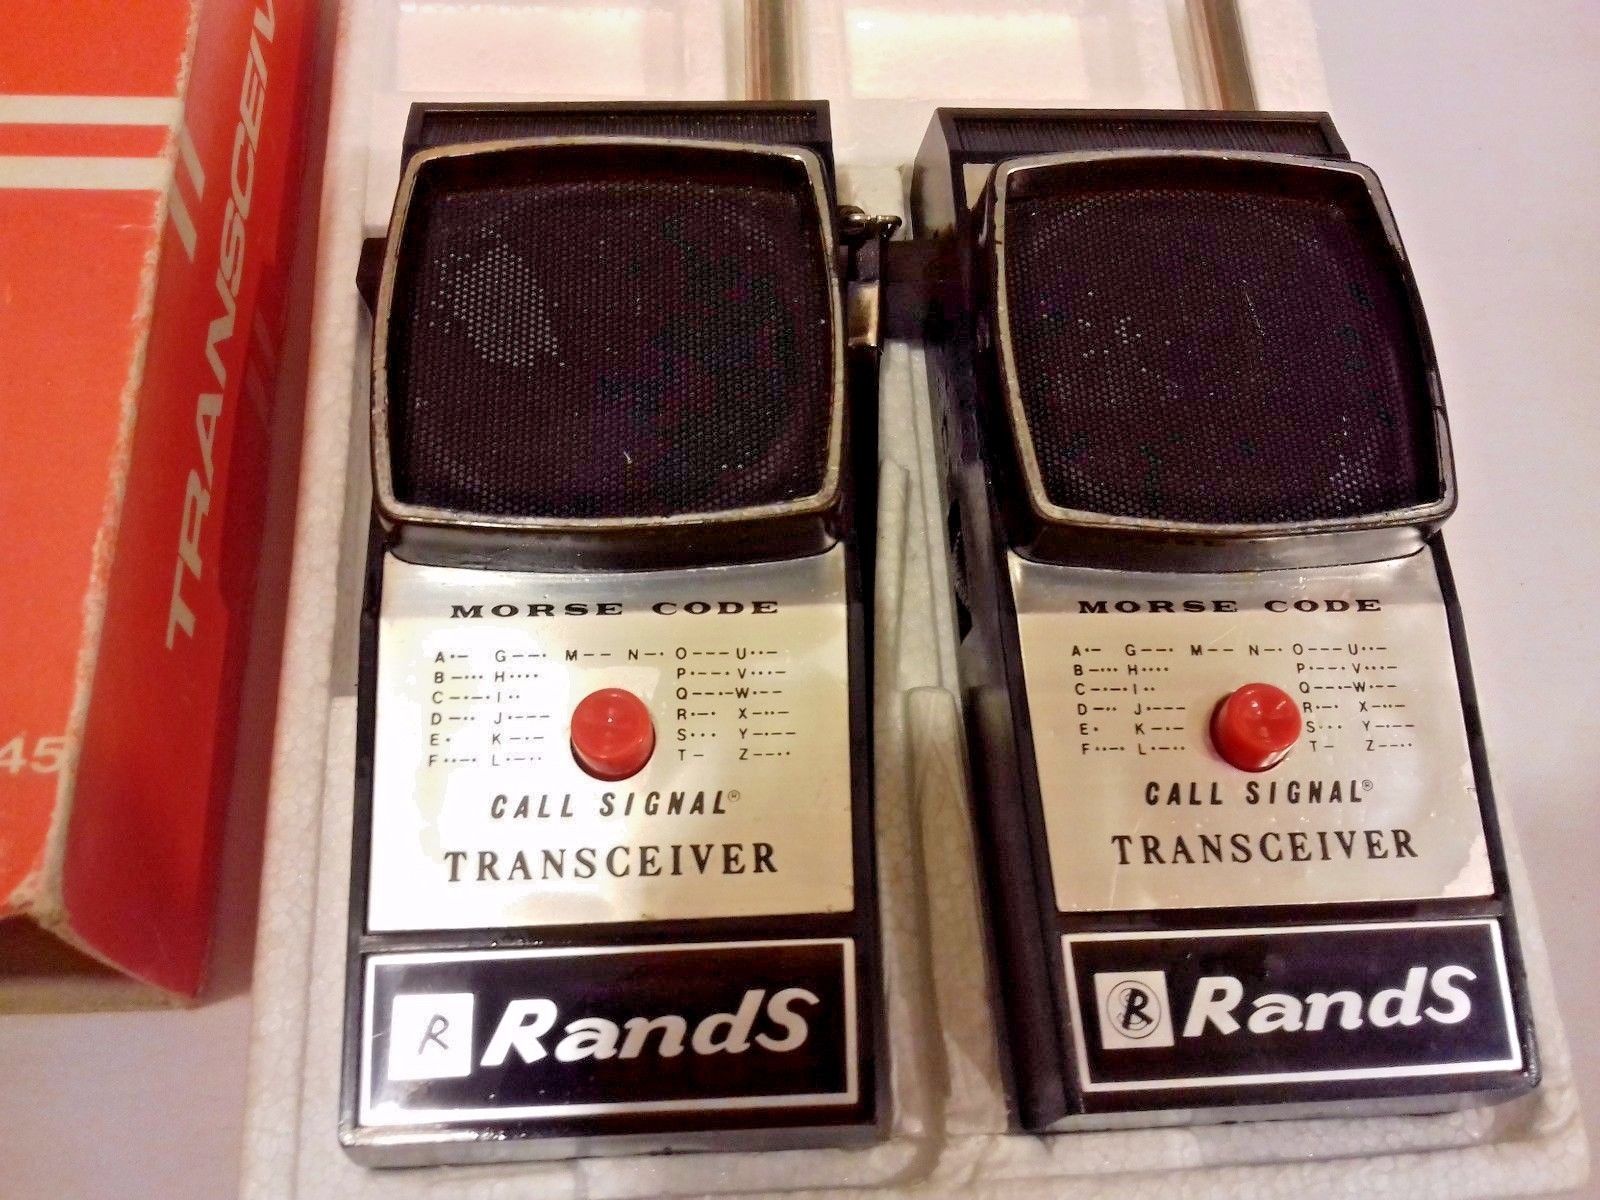 TRANSCEIV
45
MORSE CODE
A•– G––• M–– N–• O––– U••–
B–••• H•••• P•––• V•••–
C–•–• I•• Q––•– W•––
D–•• J•––– R•–• X–••–
E• K–•– S••• Y–•––
F••–• L•–•• T– Z––••
CALL SIGNAL®
TRANSCEIVER
R RandS
MORSE CODE
A•– G––• M–– N–• O––– U••–
B–••• H•••• P•––• V•••–
C–•–• I•• Q––•– W•––
D–•• J•––– R•–• X–••–
E• K–•– S••• Y–•––
F••–• L•–•• T– Z––••
CALL SIGNAL®
TRANSCEIVER
R RandS